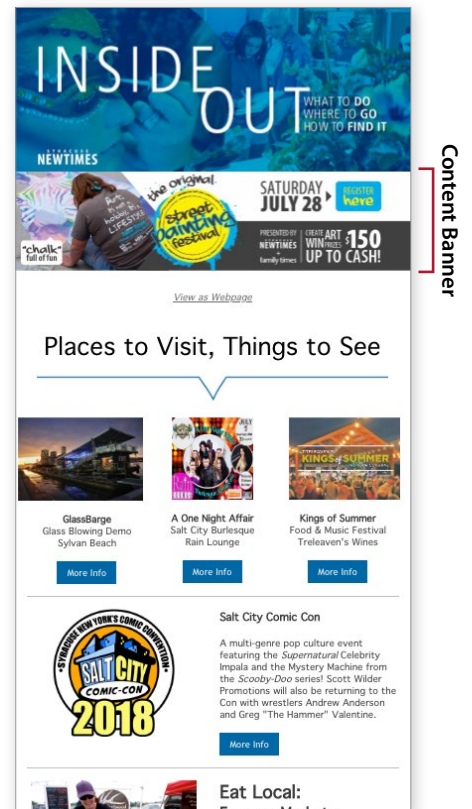 INSIDE
OUT
WHAT TO DO
WHERE TO GO
HOW TO FIND IT
SYRACUSE
NEWTIMES
Content Banner
the original
street
painting
festival
Art,
LIFESTYLE
"chalk"
full of fun
SATURDAY
JULY 28
REGISTER
here
PRESENTED BY
SYRACUSE
NEWTIMES
+
family times
CREATE ART
WIN PRIZES
$150
UP TO CASH!
View as Webpage
Places to Visit, Things to See
JULY
KINGS of SUMMER
GlassBarge
Glass Blowing Demo
Sylvan Beach
More Info
A One Night Affair
Salt City Burlesque
Rain Lounge
More Info
Kings of Summer
Food & Music Festival
Treleaven's Wines
More Info
SYRACUSE NEW YORK'S COMIC CONVENTION
SALT CITY
COMIC-CON
2018
Salt City Comic Con
A multi-genre pop culture event
featuring the Supernatural Celebrity
Impala and the Mystery Machine from
the Scooby-Doo series! Scott Wilder
Promotions will also be returning to the
Con with wrestlers Andrew Anderson
and Greg "The Hammer" Valentine.
More Info
Eat Local: